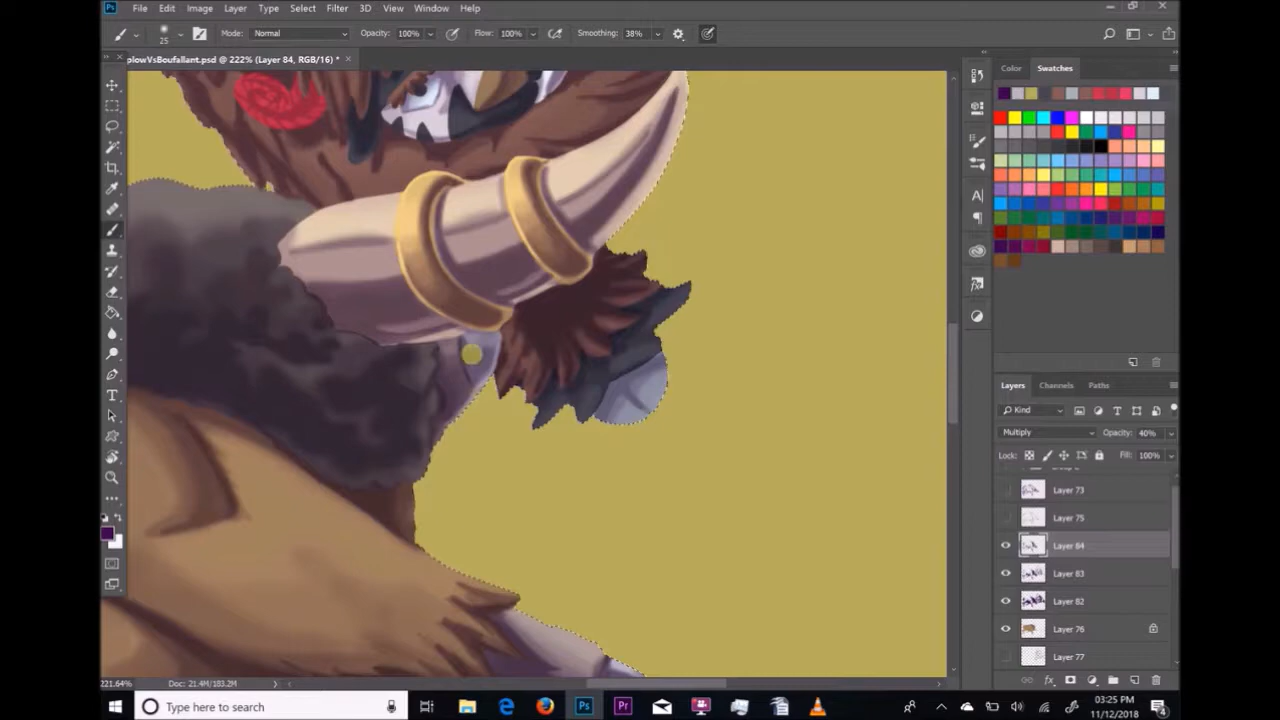 Ps File Edit Image Layer Type Select Filter 3D View Window Help
25 Mode: Normal Opacity: 100% Flow: 100% Smoothing: 38%
plowVsBoufallant.psd @ 222% (Layer 84, RGB/16) *
Color Swatches
Layers Channels Paths
Kind
Multiply Opacity: 40%
Lock: Fill: 100%
Layer 73
Layer 75
Layer 84
Layer 83
Layer 82
Layer 76
Layer 77
221.64% Doc: 21.4M/183.2M
Type here to search
03:25 PM
11/12/2018